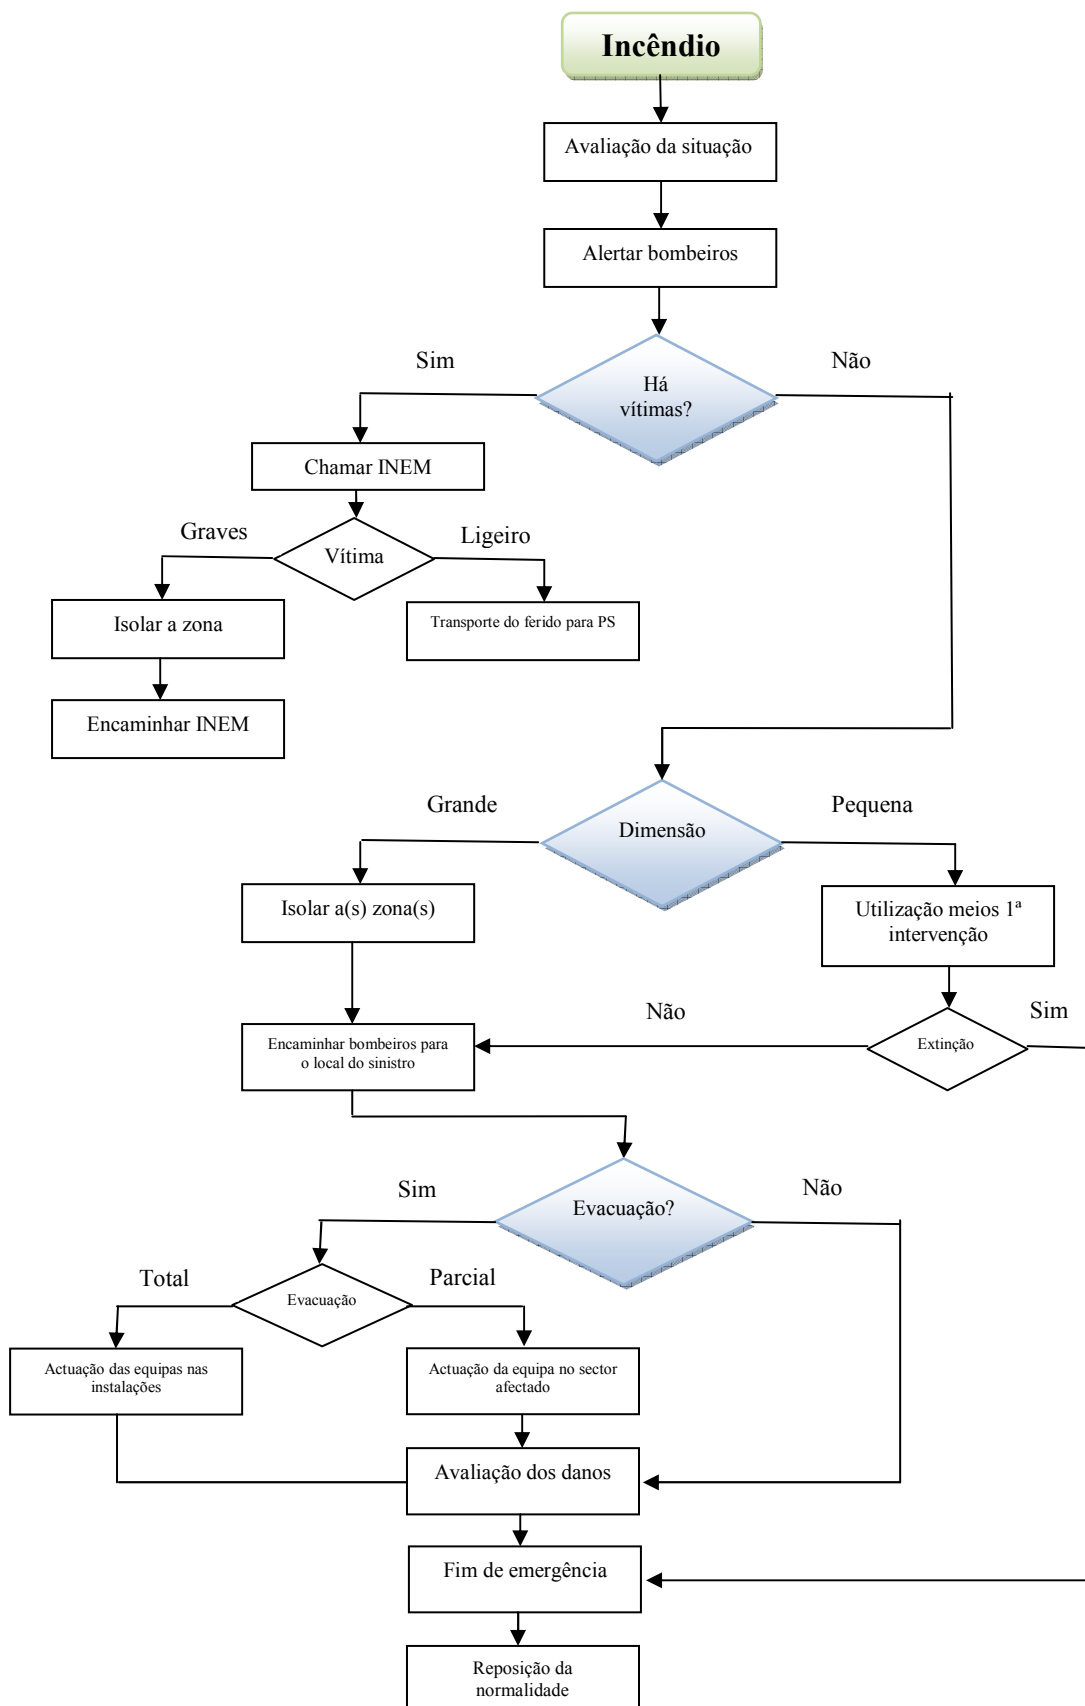 Incêndio
Avaliação da situação
Alertar bombeiros
Sim
Não
Há
vítimas?
Chamar INEM
Graves
Ligeiro
Vítima
Isolar a zona
Transporte do ferido para PS
Encaminhar INEM
Grande
Pequena
Dimensão
Isolar a(s) zona(s)
Utilização meios 1ª
intervenção
Não
Sim
Encaminhar bombeiros para
o local do sinistro
Extinção
Sim
Não
Evacuação?
Total
Parcial
Evacuação
Actuação das equipas nas
instalações
Actuação da equipa no sector
afectado
Avaliação dos danos
Fim de emergência
Reposição da
normalidade